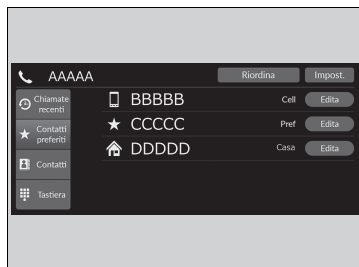 AAAAA
Riordina
Impost.
Chiamate
recenti
BBBBB
Cell
Edita
Contatti
preferiti
CCCCC
Pref
Edita
Contatti
DDDDD
Casa
Edita
Tastiera